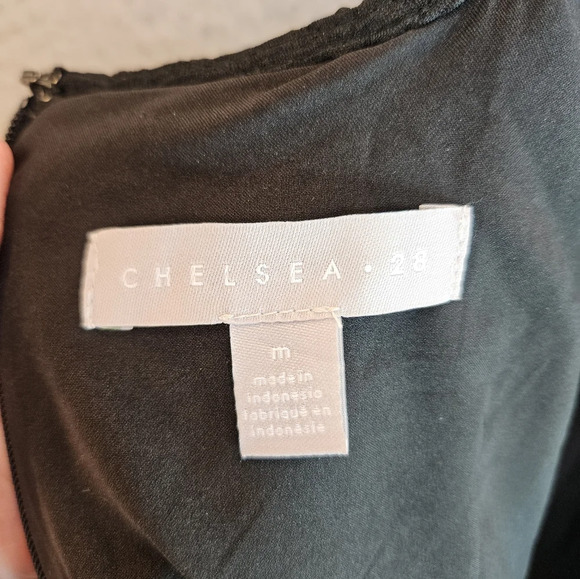 CHELSEA · 28
m
made in
indonesia
fabriqué en
indonésie